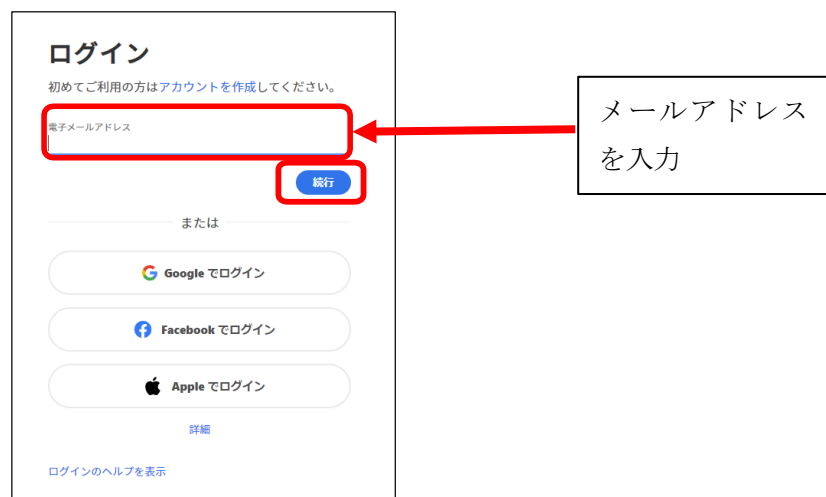 ログイン
初めてご利用の方はアカウントを作成してください。
電子メールアドレス
続行
または
Google でログイン
Facebook でログイン
Apple でログイン
詳細
ログインのヘルプを表示
メールアドレス
を入力